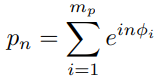 $p_n = \sum_{i=1}^{m_p} e^{in\phi_i}$